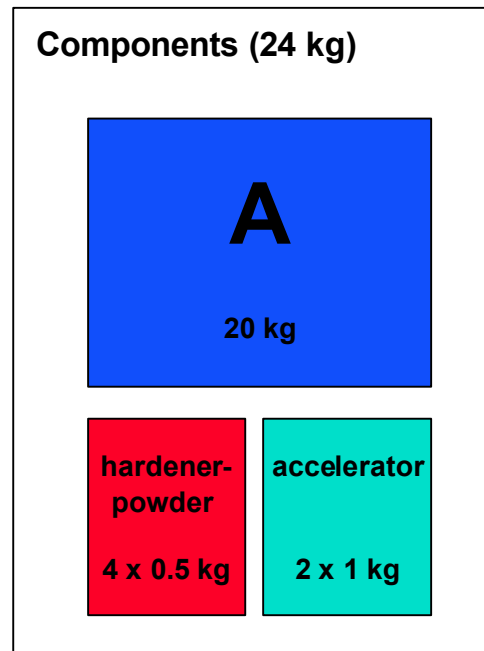 Components (24 kg)
A
20 kg
hardener-
powder
4 x 0.5 kg
accelerator
2 x 1 kg